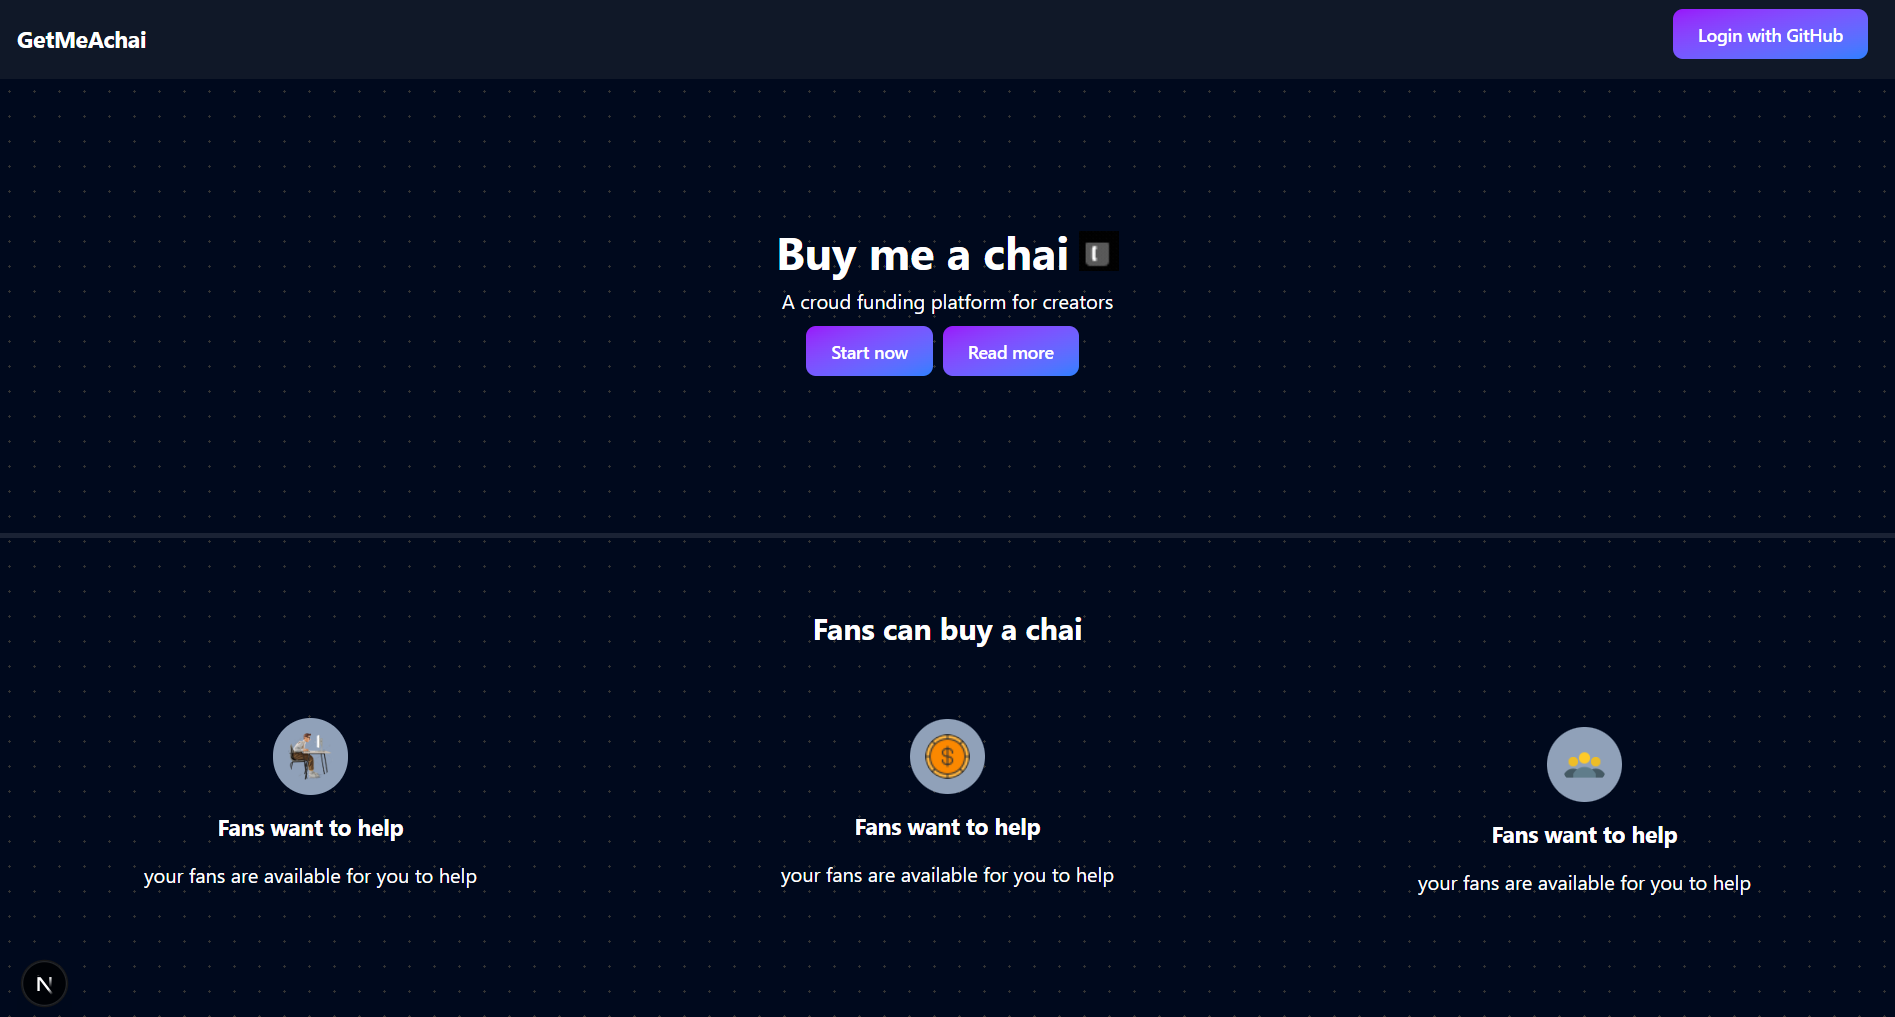 GetMeAchai
Login with GitHub
Buy me a chai
A croud funding platform for creators
Start now
Read more
Fans can buy a chai
Fans want to help
your fans are available for you to help
Fans want to help
your fans are available for you to help
Fans want to help
your fans are available for you to help
N